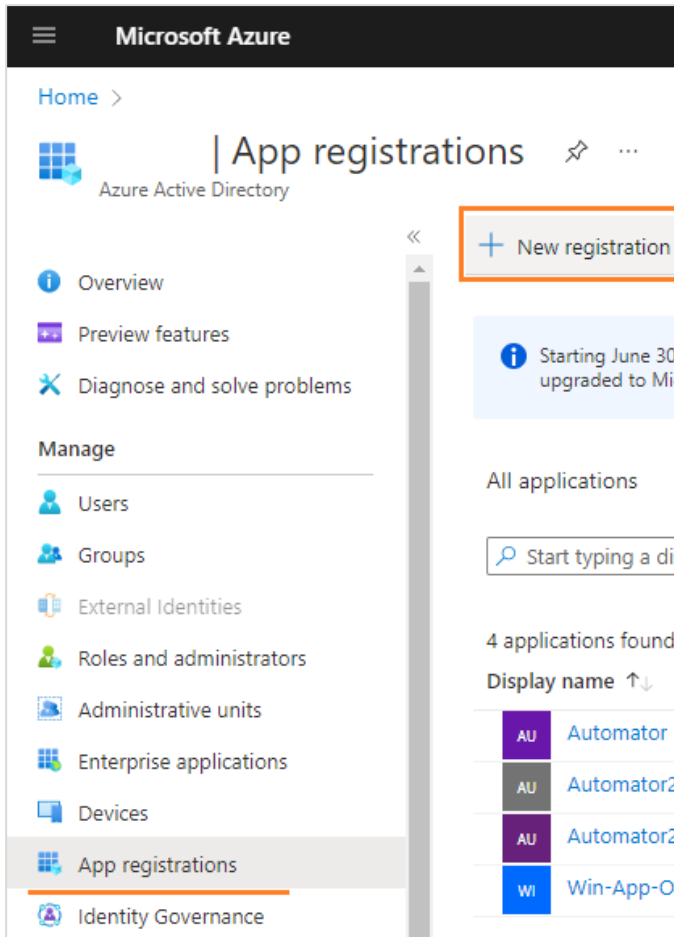 Microsoft Azure
Home >
| App registrations
Azure Active Directory
Overview
Preview features
Diagnose and solve problems
Manage
Users
Groups
External Identities
Roles and administrators
Administrative units
Enterprise applications
Devices
App registrations
Identity Governance
+ New registration
Starting June 30
upgraded to Mi
All applications
Start typing a di
4 applications found
Display name ↑↓
AU Automator
AU Automator2
AU Automator2
WI Win-App-O